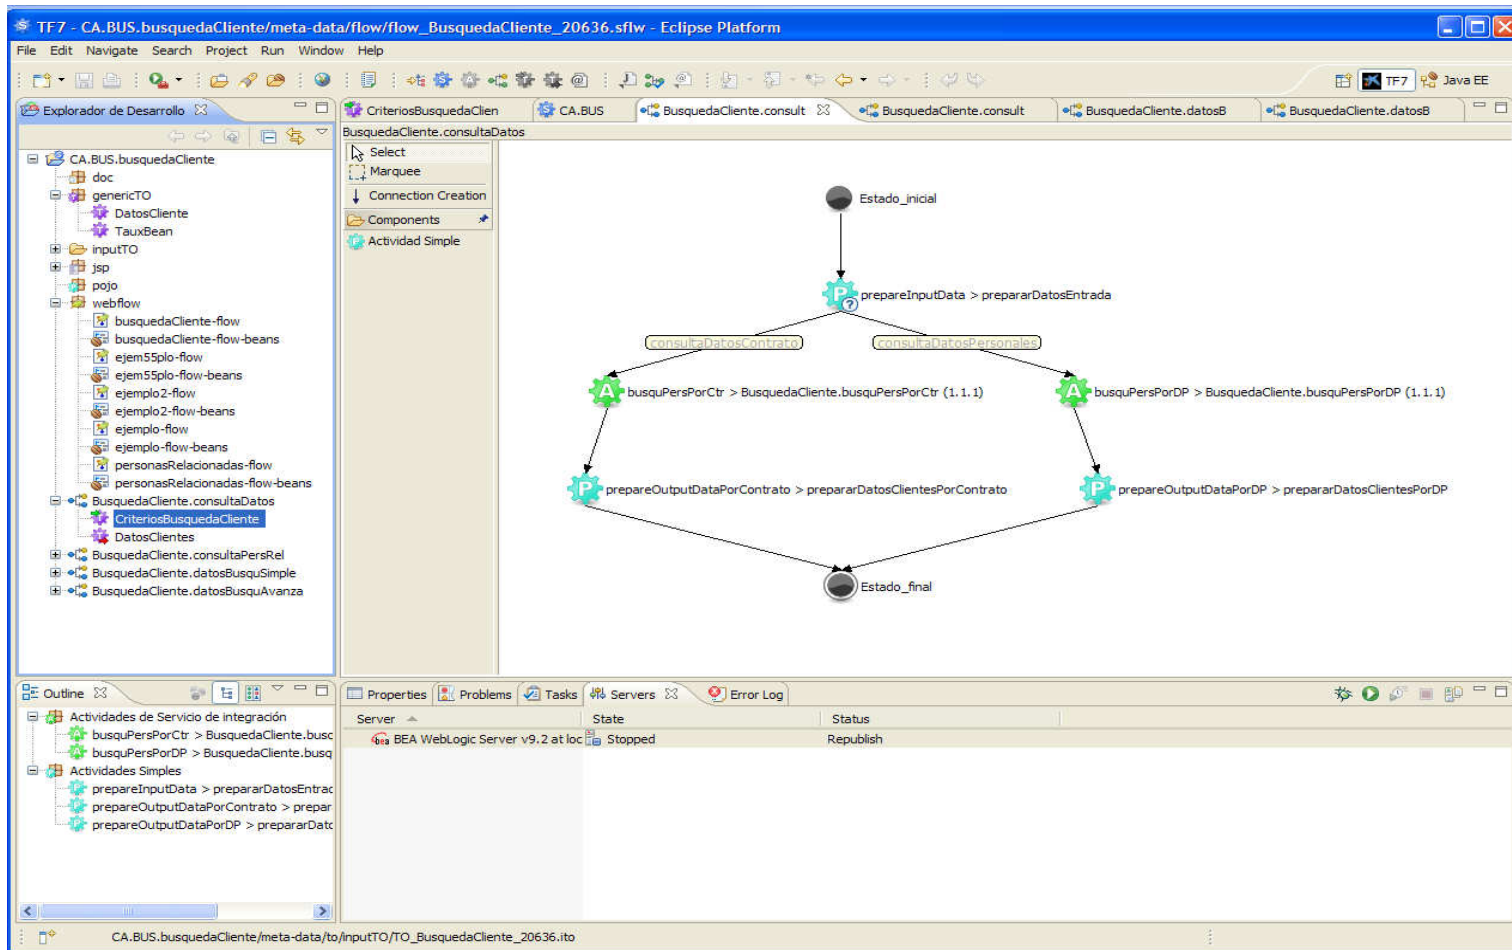 TF7 - CA.BUS.busquedaCliente/meta-data/flow/flow_BusquedaCliente_20636.sflw - Eclipse Platform
File Edit Navigate Search Project Run Window Help
TF7 Java EE
Explorador de Desarrollo
CA.BUS.busquedaCliente
doc
genericTO
DatosCliente
TauxBean
inputTO
jsp
pojo
webflow
busquedaCliente-flow
busquedaCliente-flow-beans
ejem55plo-flow
ejem55plo-flow-beans
ejemplo2-flow
ejemplo2-flow-beans
ejemplo-flow
ejemplo-flow-beans
personasRelacionadas-flow
personasRelacionadas-flow-beans
BusquedaCliente.consultaDatos
CriteriosBusquedaCliente
DatosClientes
BusquedaCliente.consultaPersRel
BusquedaCliente.datosBusquSimple
BusquedaCliente.datosBusquAvanza
CriteriosBusquedaClien CA.BUS BusquedaCliente.consult BusquedaCliente.consult BusquedaCliente.datosB BusquedaCliente.datosB
BusquedaCliente.consultaDatos
Select
Marquee
Connection Creation
Components
Actividad Simple
Estado_inicial
P ? prepareInputData > prepararDatosEntrada
consultaDatosContrato consultaDatosPersonales
A busquPersPorCtr > BusquedaCliente.busquPersPorCtr (1.1.1) A busquPersPorDP > BusquedaCliente.busquPersPorDP (1.1.1)
P prepareOutputDataPorContrato > prepararDatosClientesPorContrato P prepareOutputDataPorDP > prepararDatosClientesPorDP
Estado_final
Outline
Actividades de Servicio de integración
busquPersPorCtr > BusquedaCliente.busc
busquPersPorDP > BusquedaCliente.busq
Actividades Simples
prepareInputData > prepararDatosEntrac
prepareOutputDataPorContrato > prepar
prepareOutputDataPorDP > prepararDatc
Properties Problems Tasks Servers Error Log
Server State Status
BEA WebLogic Server v9.2 at loc Stopped Republish
CA.BUS.busquedaCliente/meta-data/to/inputTO/TO_BusquedaCliente_20636.ito